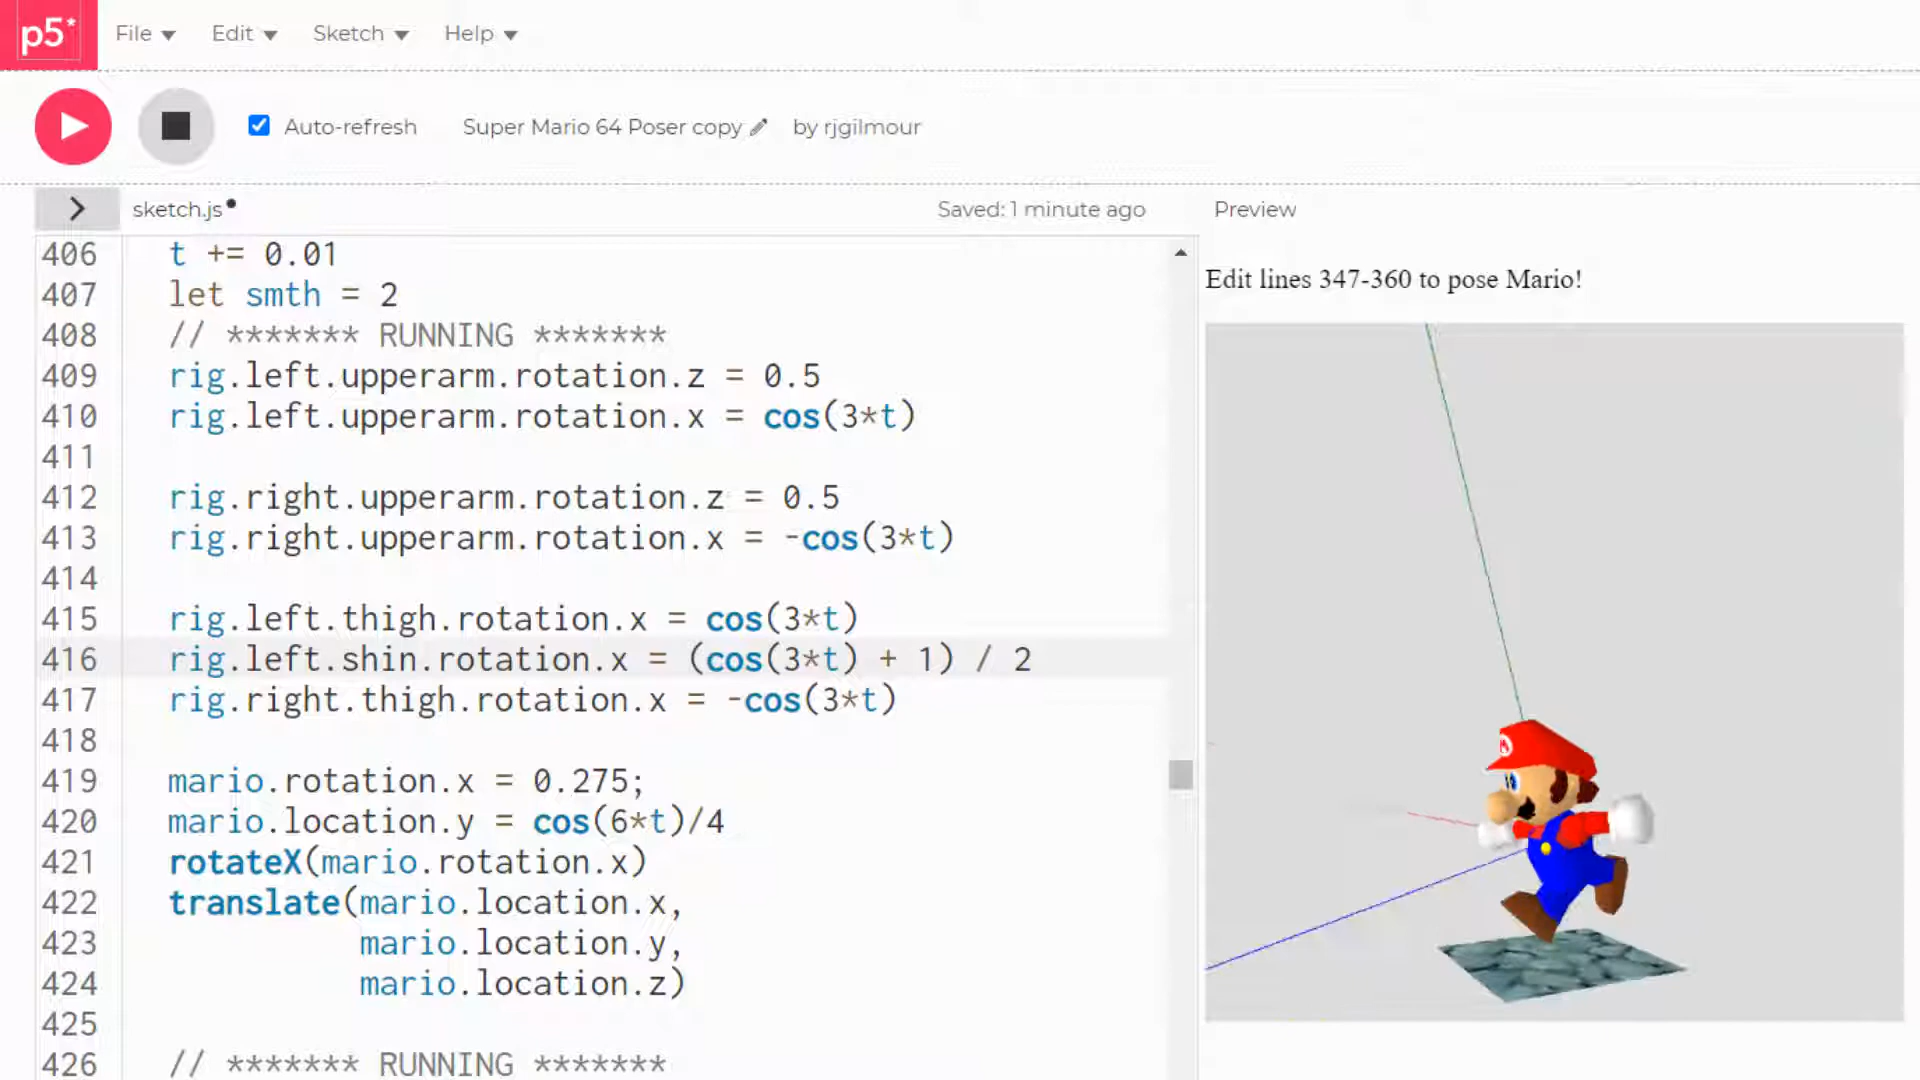 p5* File Edit Sketch Help
Auto-refresh Super Mario 64 Poser copy by rjgilmour
sketch.js Saved: 1 minute ago Preview
406 t += 0.01
407 let smth = 2
408 // ******* RUNNING *******
409 rig.left.upperarm.rotation.z = 0.5
410 rig.left.upperarm.rotation.x = cos(3*t)
411
412 rig.right.upperarm.rotation.z = 0.5
413 rig.right.upperarm.rotation.x = -cos(3*t)
414
415 rig.left.thigh.rotation.x = cos(3*t)
416 rig.left.shin.rotation.x = (cos(3*t) + 1) / 2
417 rig.right.thigh.rotation.x = -cos(3*t)
418
419 mario.rotation.x = 0.275;
420 mario.location.y = cos(6*t)/4
421 rotateX(mario.rotation.x)
422 translate(mario.location.x,
423 mario.location.y,
424 mario.location.z)
425
426 // ******* RUNNING *******
Edit lines 347-360 to pose Mario!
M